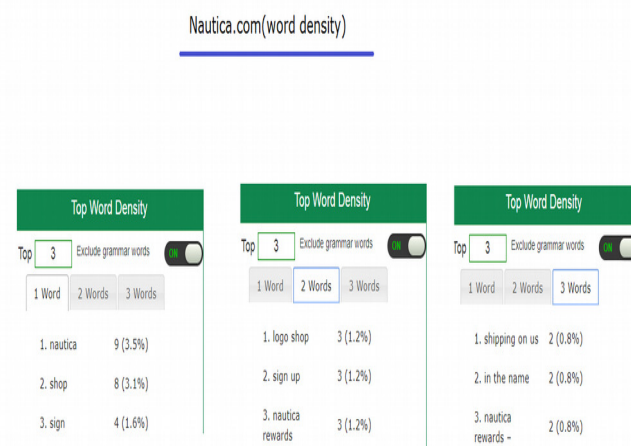 Nautica.com(word density)
Top Word Density
Top 3 Exclude grammar words ON
1 Word 2 Words 3 Words
1. nautica 9 (3.5%)
2. shop 8 (3.1%)
3. sign 4 (1.6%)
Top Word Density
Top 3 Exclude grammar words ON
1 Word 2 Words 3 Words
1. logo shop 3 (1.2%)
2. sign up 3 (1.2%)
3. nautica
rewards 3 (1.2%)
Top Word Density
Top 3 Exclude grammar words ON
1 Word 2 Words 3 Words
1. shipping on us 2 (0.8%)
2. in the name 2 (0.8%)
3. nautica
rewards – 2 (0.8%)